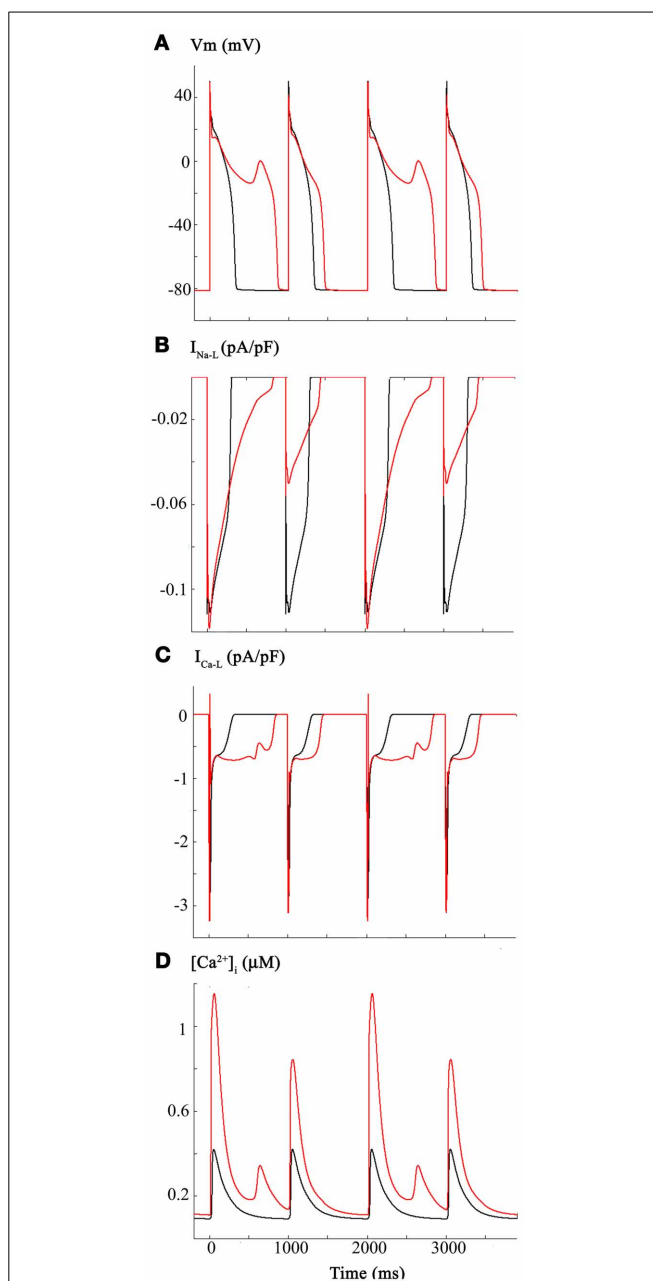 A Vm (mV)
40
0
-40
-80
B I_Na-L (pA/pF)
-0.02
-0.06
-0.1
C I_Ca-L (pA/pF)
0
-1
-2
-3
D [Ca²⁺]ᵢ (μM)
1
0.6
0.2
0 1000 2000 3000
Time (ms)